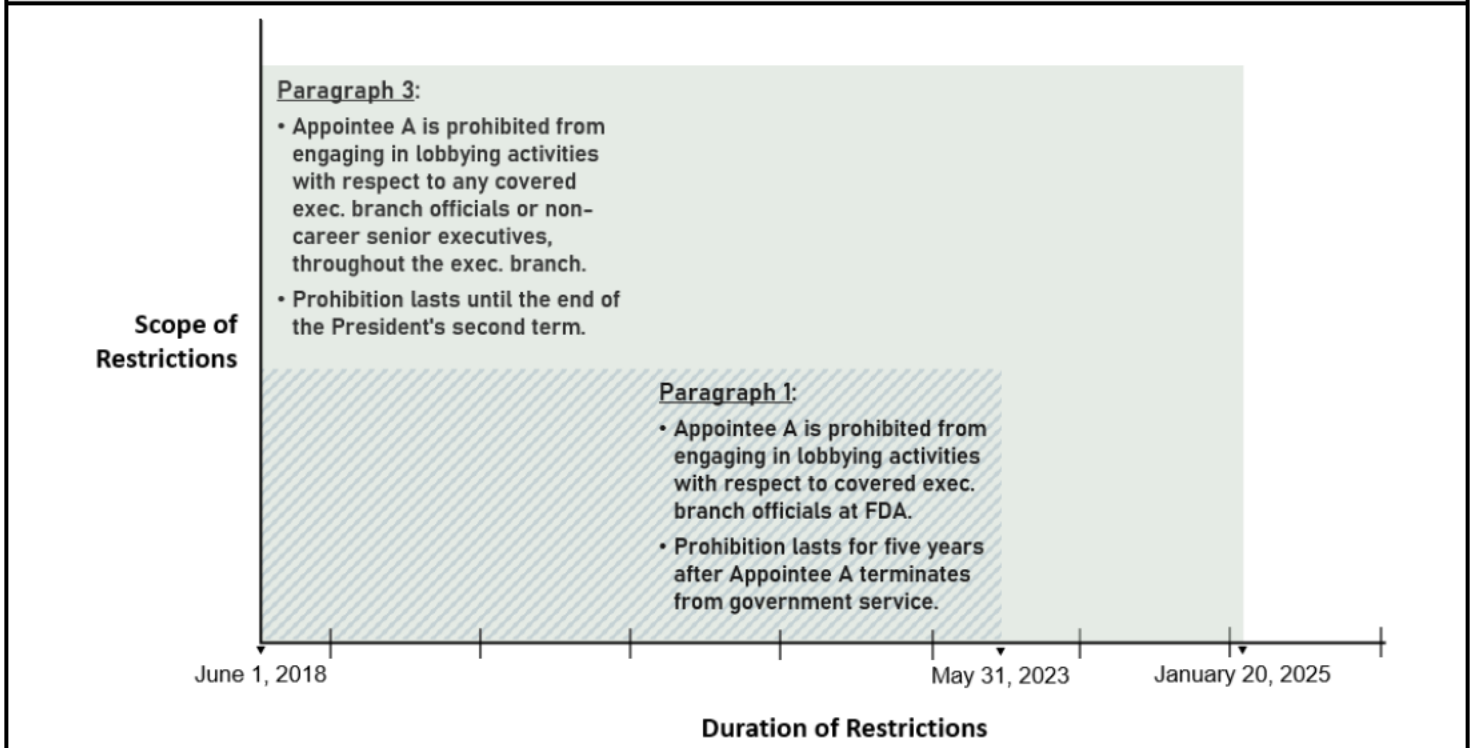 Paragraph 3:
• Appointee A is prohibited from
engaging in lobbying activities
with respect to any covered
exec. branch officials or non-
career senior executives,
throughout the exec. branch.
• Prohibition lasts until the end of
the President's second term.
Scope of
Restrictions
Paragraph 1:
• Appointee A is prohibited from
engaging in lobbying activities
with respect to covered exec.
branch officials at FDA.
• Prohibition lasts for five years
after Appointee A terminates
from government service.
June 1, 2018
May 31, 2023
January 20, 2025
Duration of Restrictions